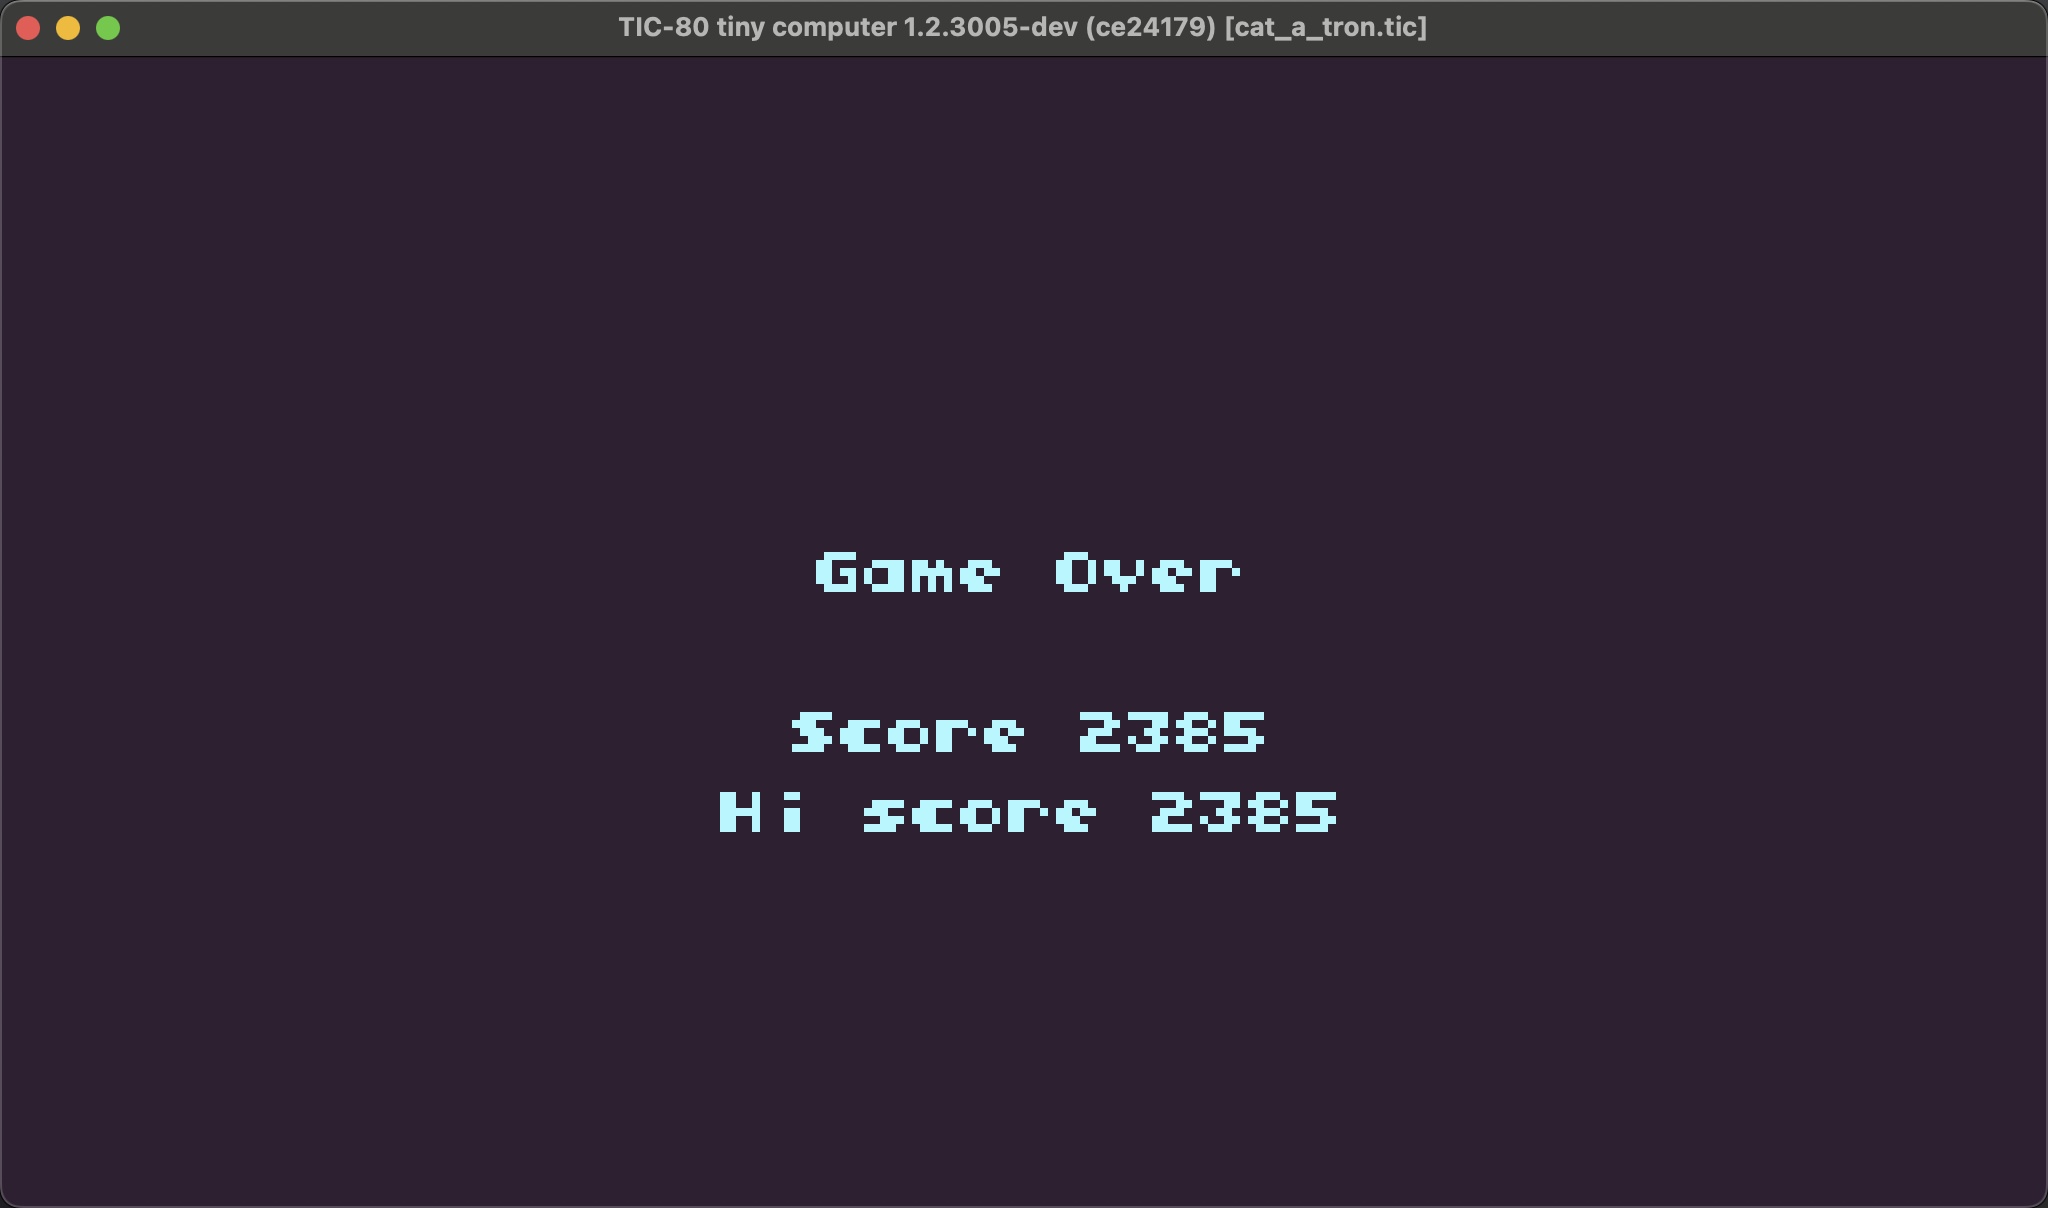 TIC-80 tiny computer 1.2.3005-dev (ce24179) [cat_a_tron.tic]
Game Over
Score 2385
Hi score 2385